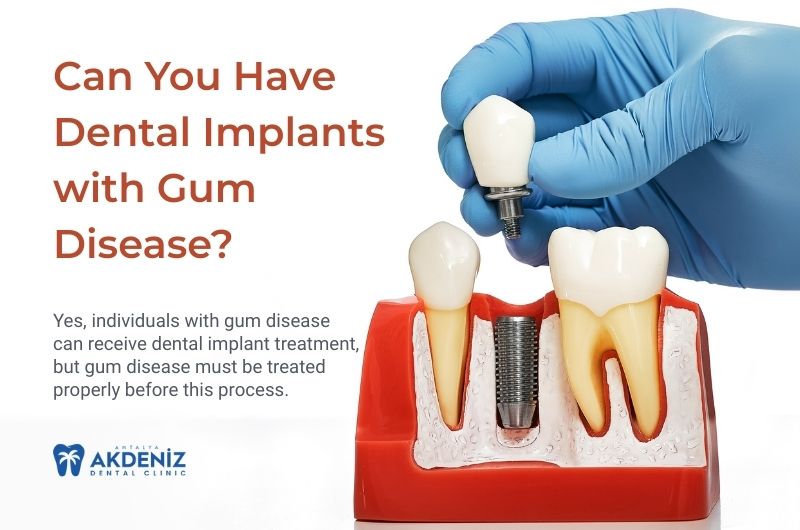 Can You Have
Dental Implants
with Gum
Disease?
Yes, individuals with gum disease
can receive dental implant treatment,
but gum disease must be treated
properly before this process.
ANTALYA
AKDENİZ
DENTAL CLINIC